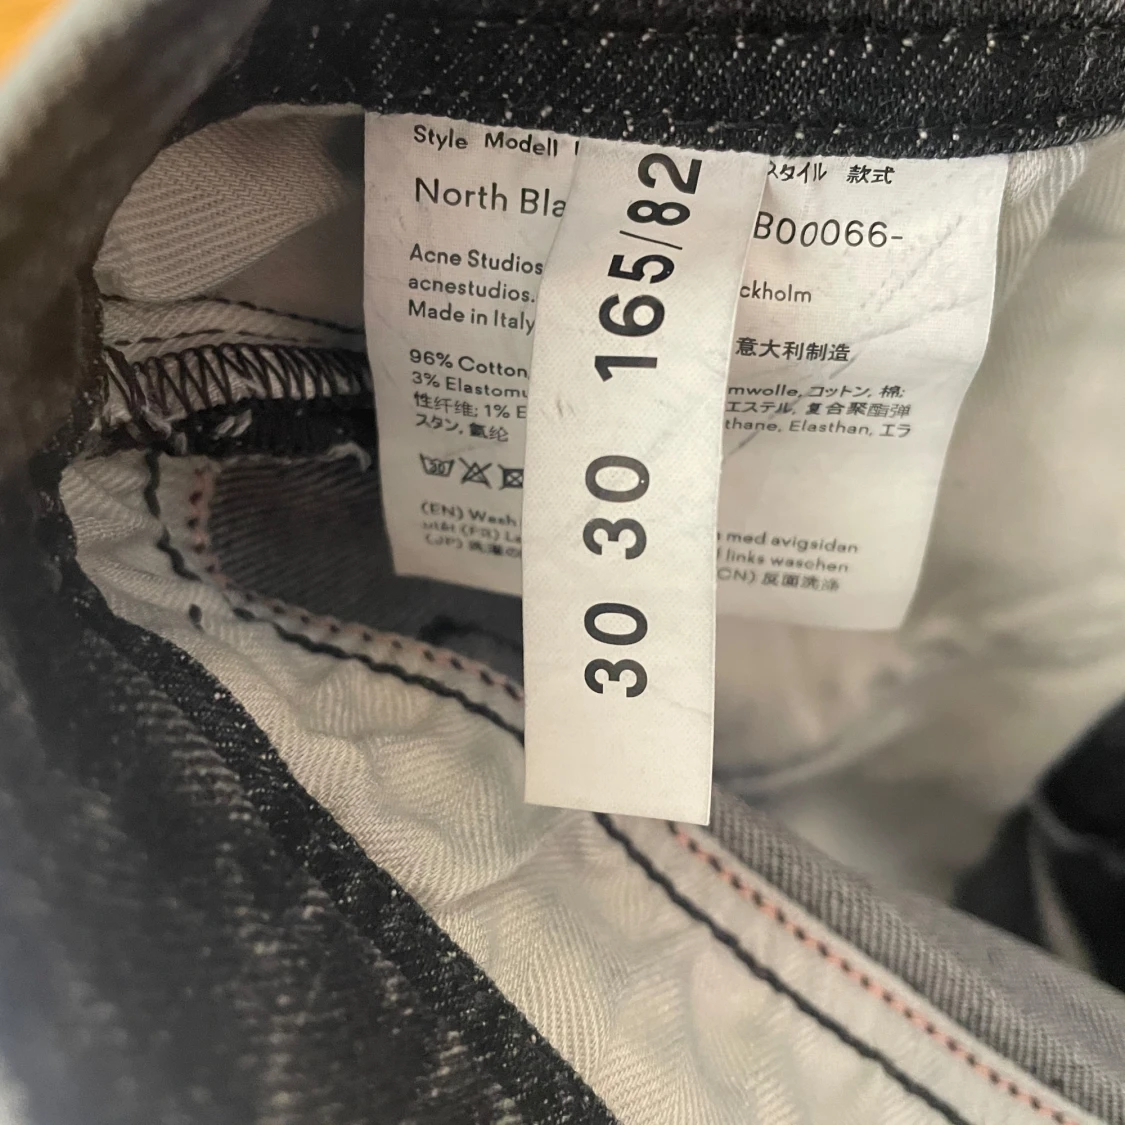 Style Modell
スタイル 款式
North Bla
B00066-
Acne Studios
ckholm
acnestudios.
Made in Italy
意大利制造
96% Cotton,
mwolle, コットン, 棉;
3% Elastom
エステル, 复合聚酯弹
性纤维; 1% E
thane, Elasthan, エラ
スタン, 氨纶
30
(EN) Wash
med avigsidan
links waschen
(JP) 洗濯の
CN) 反面洗涤
30 30 165/82